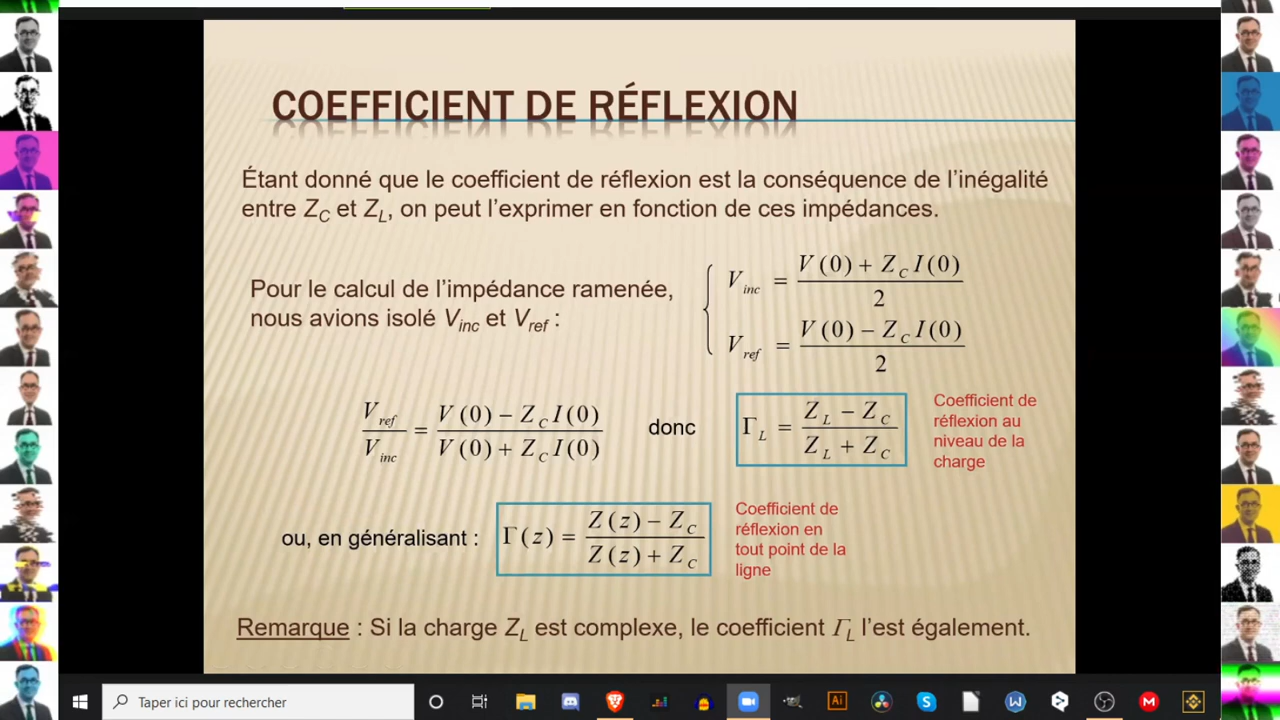 COEFFICIENT DE RÉFLEXION
Étant donné que le coefficient de réflexion est la conséquence de l’inégalité
entre Z_C et Z_L, on peut l’exprimer en fonction de ces impédances.
Pour le calcul de l’impédance ramenée,
nous avions isolé V_inc et V_ref :
V_inc = (V(0) + Z_C I(0)) / 2
V_ref = (V(0) − Z_C I(0)) / 2
V_ref / V_inc = (V(0) − Z_C I(0)) / (V(0) + Z_C I(0))
donc
Γ_L = (Z_L − Z_C) / (Z_L + Z_C)
Coefficient de
réflexion au
niveau de la
charge
ou, en généralisant :
Γ(z) = (Z(z) − Z_C) / (Z(z) + Z_C)
Coefficient de
réflexion en
tout point de la
ligne
Remarque : Si la charge Z_L est complexe, le coefficient Γ_L l’est également.
Taper ici pour rechercher
Ai